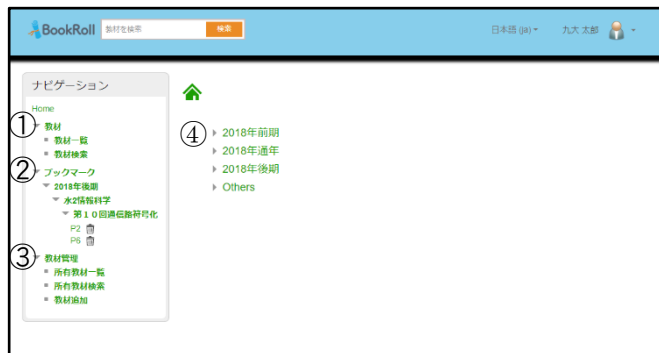 BookRoll 教材を検索 検索 日本語 (ja) 九大 太郎
ナビゲーション
Home
① 教材
教材一覧
教材検索
② ブックマーク
2018年後期
水2情報科学
第10回通信路符号化
P2
P6
③ 教材管理
所有教材一覧
所有教材検索
教材追加
④ 2018年前期
2018年通年
2018年後期
Others